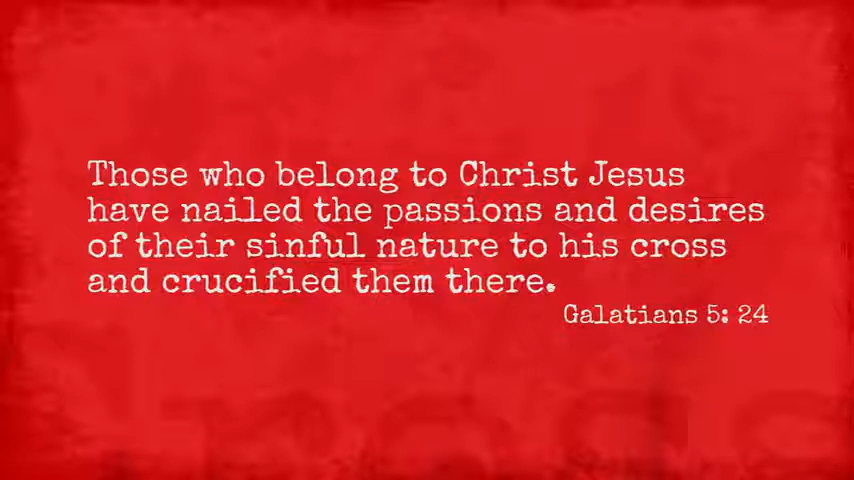 Those who belong to Christ Jesus
have nailed the passions and desires
of their sinful nature to his cross
and crucified them there.
Galatians 5: 24